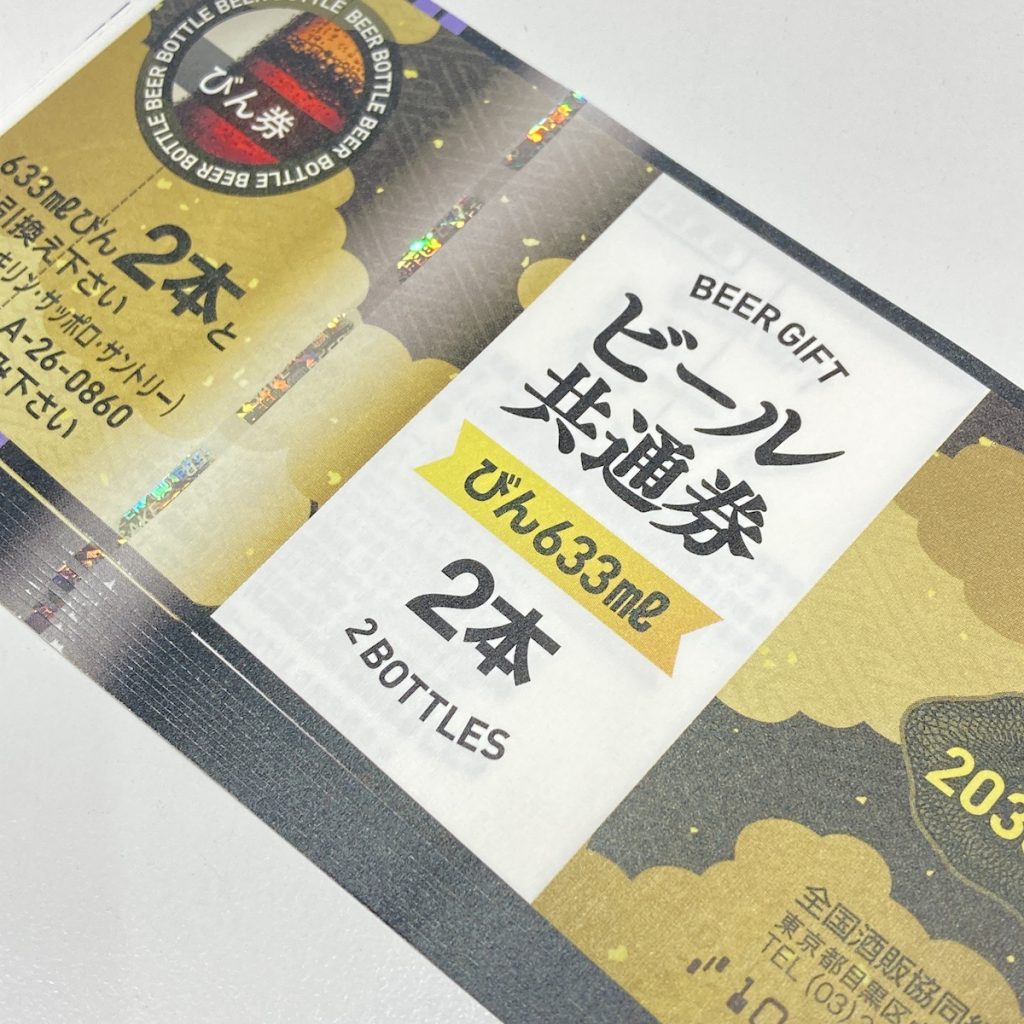 BEER BOTTLE BEER BOTTLE BEER BOTTLE BEER BOTTLE
びん券
633mlびん2本と
引換え下さい
キリン・サッポロ・サントリー)
A-26-0860
下さい
BEER GIFT
ビール
共通券
びん633ml
2本
2 BOTTLES
203
全国酒販協同
東京都目黒区
TEL (03)
10